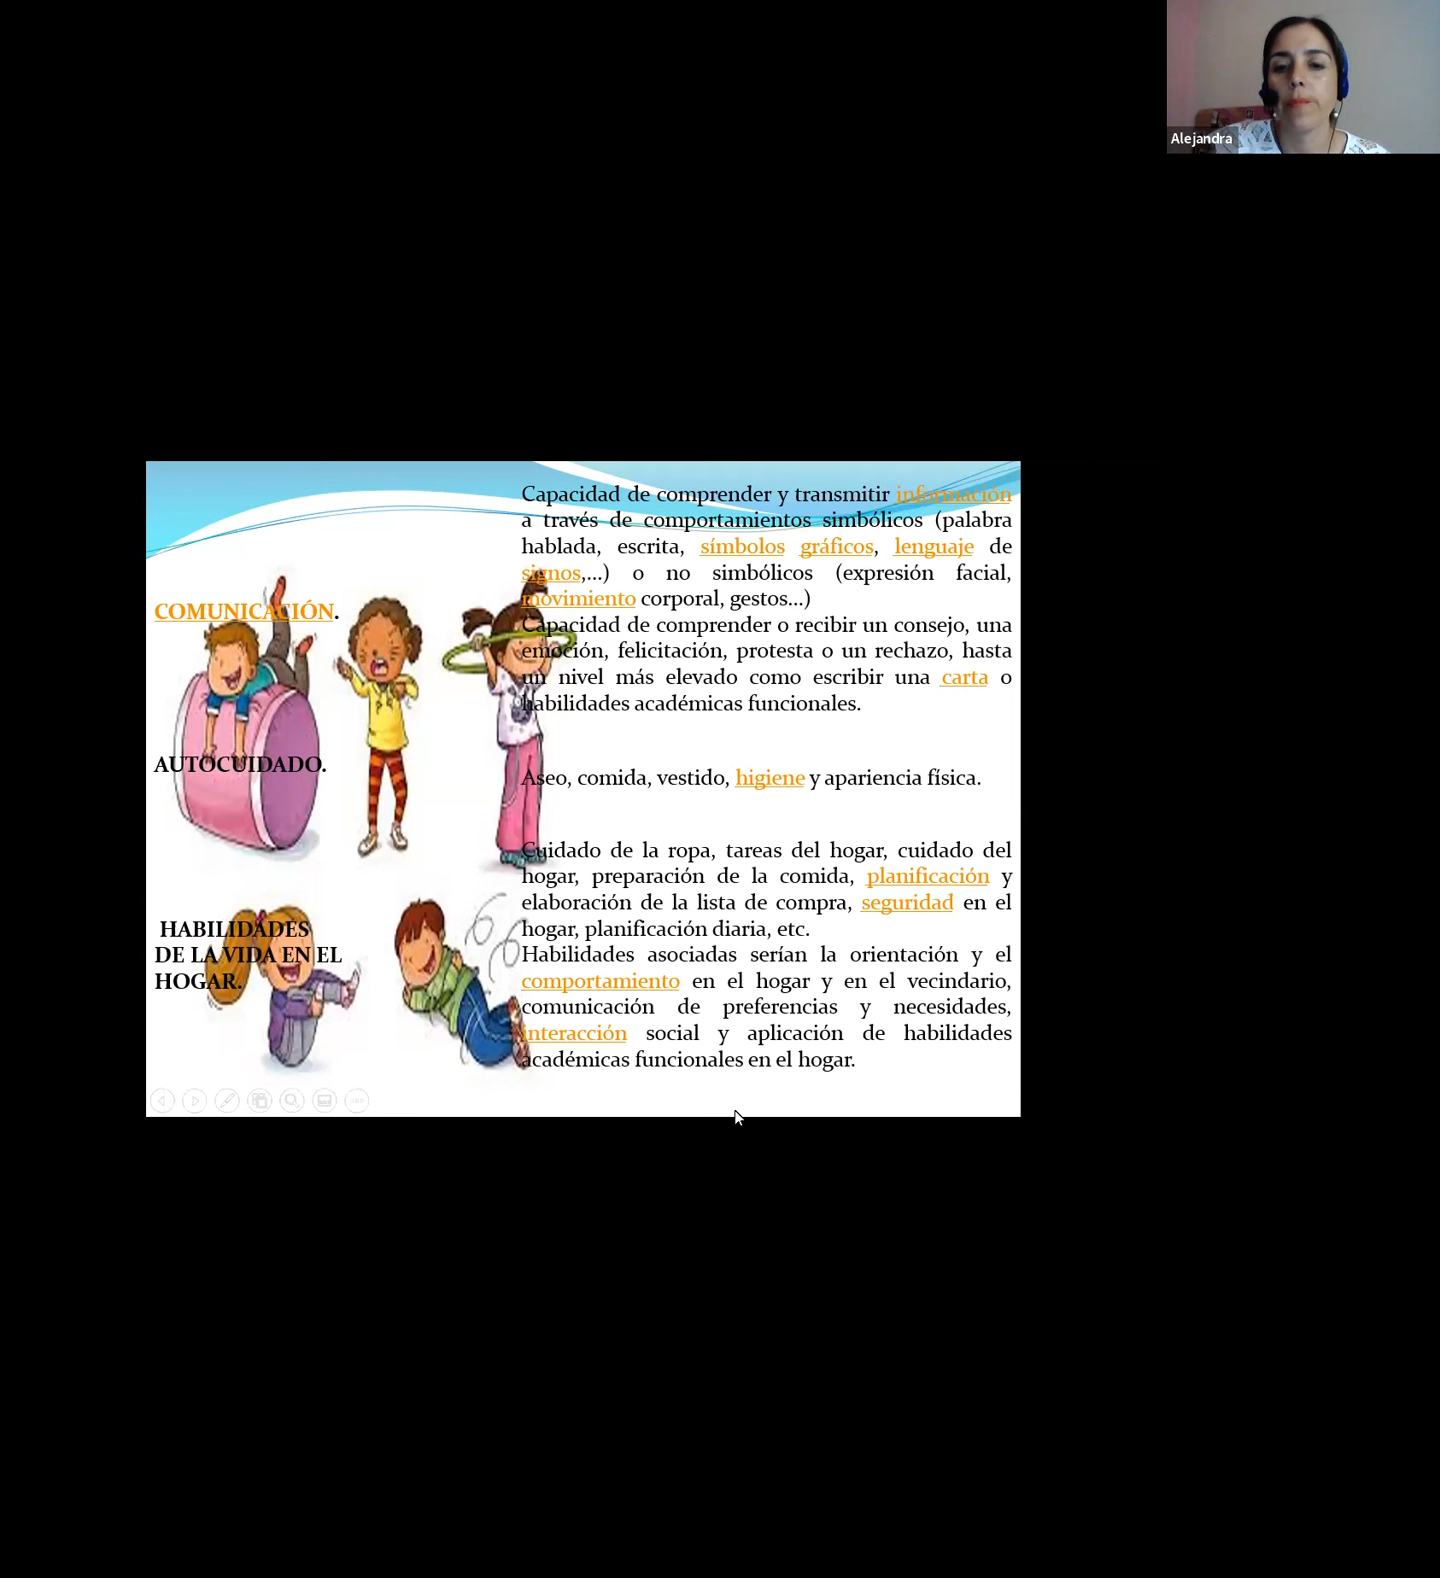 Alejandra
Capacidad de comprender y transmitir información
a través de comportamientos simbólicos (palabra
hablada, escrita, símbolos gráficos, lenguaje de
signos,...) o no simbólicos (expresión facial,
movimiento corporal, gestos...)
COMUNICACIÓN.
Capacidad de comprender o recibir un consejo, una
emoción, felicitación, protesta o un rechazo, hasta
un nivel más elevado como escribir una carta o
habilidades académicas funcionales.
AUTOCUIDADO.
Aseo, comida, vestido, higiene y apariencia física.
HABILIDADES
DE LA VIDA EN EL
HOGAR.
Cuidado de la ropa, tareas del hogar, cuidado del
hogar, preparación de la comida, planificación y
elaboración de la lista de compra, seguridad en el
hogar, planificación diaria, etc.
Habilidades asociadas serían la orientación y el
comportamiento en el hogar y en el vecindario,
comunicación de preferencias y necesidades,
interacción social y aplicación de habilidades
académicas funcionales en el hogar.